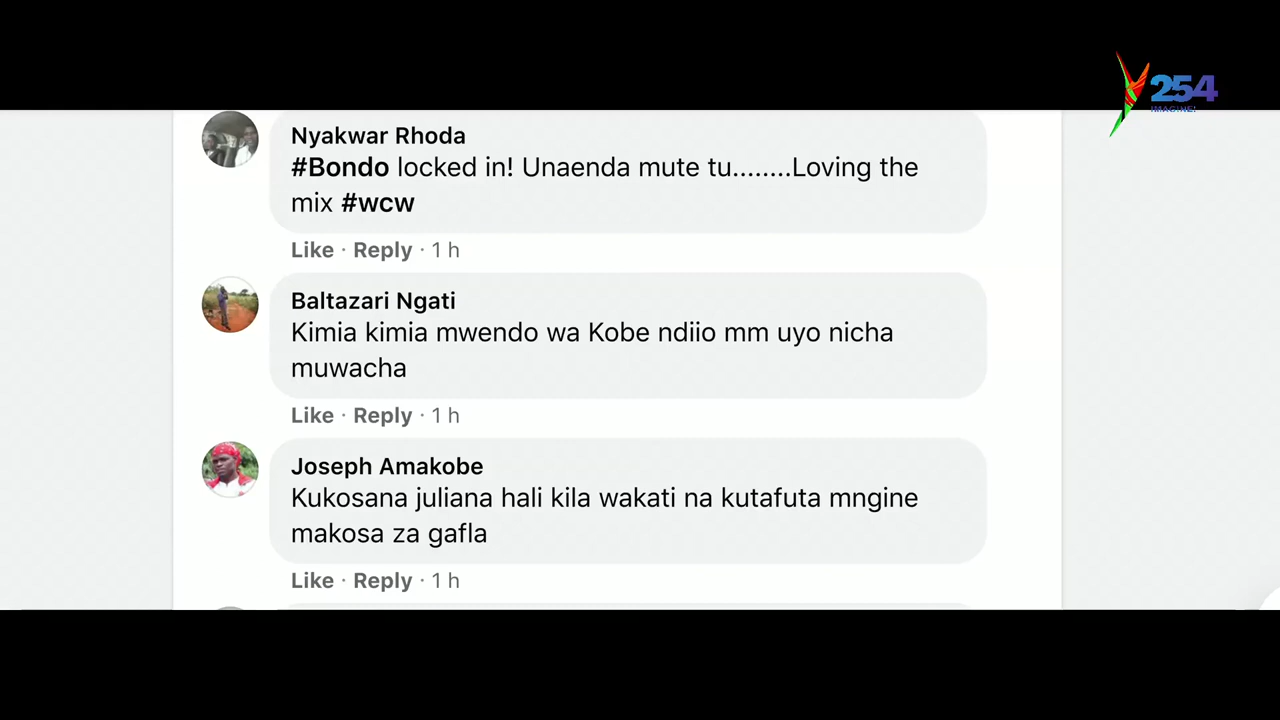 254
IMAGINE!
Nyakwar Rhoda
#Bondo locked in! Unaenda mute tu........Loving the
mix #wcw
Like · Reply · 1 h
Baltazari Ngati
Kimia kimia mwendo wa Kobe ndiio mm uyo nicha
muwacha
Like · Reply · 1 h
Joseph Amakobe
Kukosana juliana hali kila wakati na kutafuta mngine
makosa za gafla
Like · Reply · 1 h